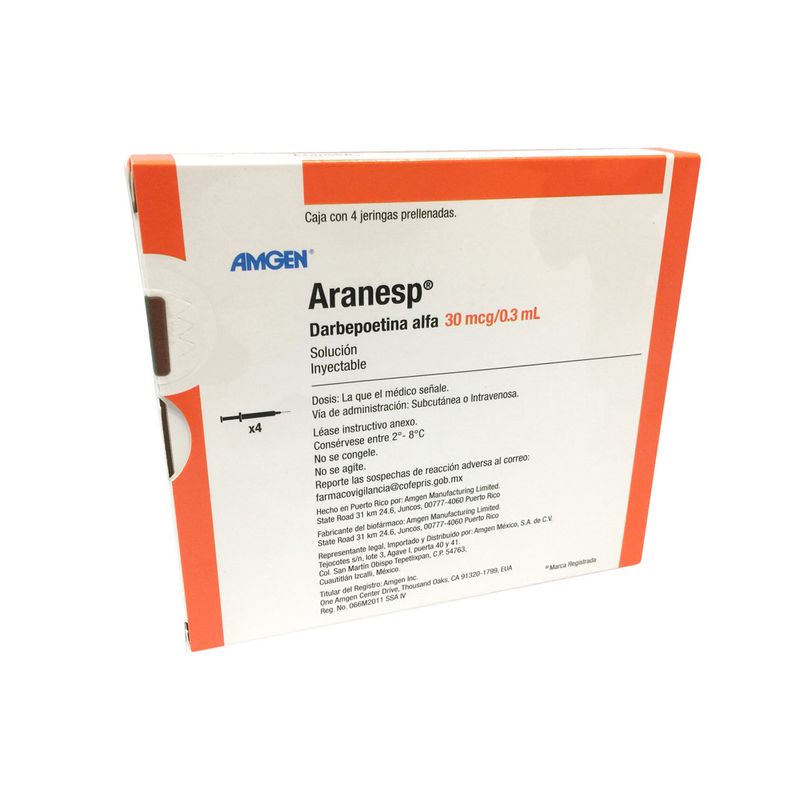 Caja con 4 jeringas prellenadas.
AMGEN®
Aranesp®
Darbepoetina alfa 30 mcg/0.3 mL
Solución
Inyectable
Dosis: La que el médico señale.
Vía de administración: Subcutánea o Intravenosa.
x4
Léase instructivo anexo.
Consérvese entre 2°- 8°C
No se congele.
No se agite.
Reporte las sospechas de reacción adversa al correo:
farmacovigilancia@cofepris.gob.mx
Hecho en Puerto Rico por: Amgen Manufacturing Limited.
State Road 31 km 24.6, Juncos, 00777-4060 Puerto Rico
Fabricante del biofármaco: Amgen Manufacturing Limited.
State Road 31 km 24.6, Juncos, 00777-4060 Puerto Rico
Representante legal, Importado y Distribuido por: Amgen México, S.A. de C.V.
Tejocotes s/n, lote 3, Agave I, puerta 40 y 41.
Col. San Martín Obispo Tepetlixpan, C.P. 54763,
Cuautitlán Izcalli, México.
Titular del Registro: Amgen Inc.
One Amgen Center Drive, Thousand Oaks, CA 91320-1799, EUA
Reg. No. 066M2011 SSA IV
®Marca Registrada